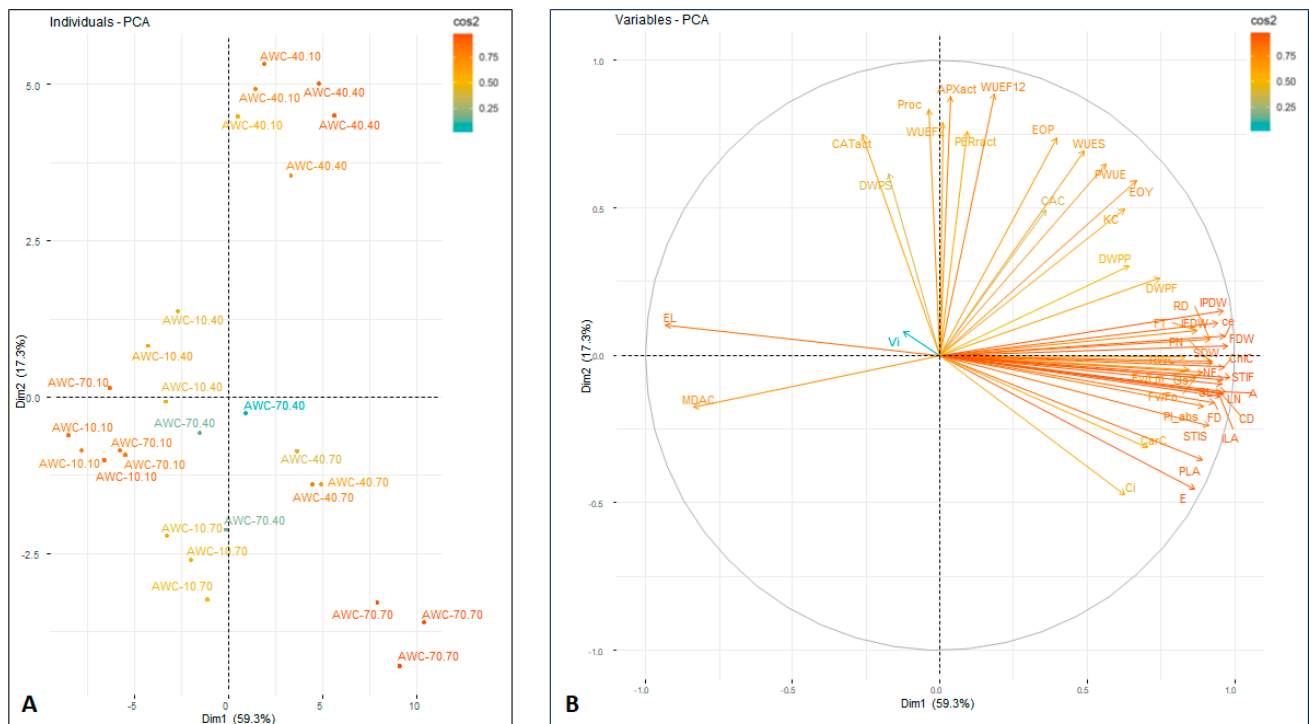 Individuals - PCA
cos2
0.75
0.50
0.25
AWC-40.10
AWC-40.40
AWC-40.10
AWC-40.40
AWC-40.10
AWC-40.40
AWC-10.40
AWC-10.40
AWC-70.10
AWC-10.40
AWC-70.40
AWC-70.40
AWC-10.10
AWC-70.10
AWC-40.70
AWC-10.10
AWC-70.10
AWC-40.70
AWC-10.10
AWC-40.70
AWC-70.40
AWC-10.70
AWC-10.70
AWC-10.70
AWC-70.70
AWC-70.70
AWC-70.70
5.0
2.5
0.0
-2.5
Dim2 (17.3%)
-5
0
5
10
Dim1 (59.3%)
A
Variables - PCA
cos2
0.75
0.50
0.25
1.0
0.5
0.0
-0.5
-1.0
Dim2 (17.3%)
Proc
APXact
WUEF12
CATact
PERract
EOP
WUES
DWPS
PWUE
EOY
CAC
KC
DWPP
DWPF
EL
Vi
MDAC
RD
IPDW
FT
IFDW
ce
PN
FDW
SDW
ChlC
NF
STIF
Gs
Fv/Fo
LN
A
PI_abs
FD
CD
STIS
iLA
CarC
PLA
Ci
E
-1.0
-0.5
0.0
0.5
1.0
Dim1 (59.3%)
B